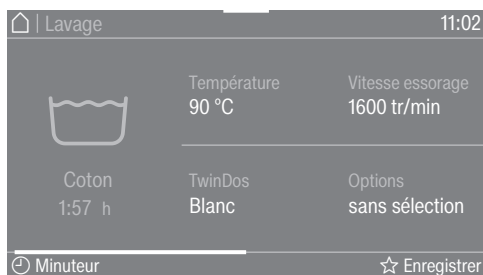 | Lavage
11:02
Température
90 °C
Vitesse essorage
1600 tr/min
Coton
1:57 h
TwinDos
Blanc
Options
sans sélection
Minuteur
Enregistrer